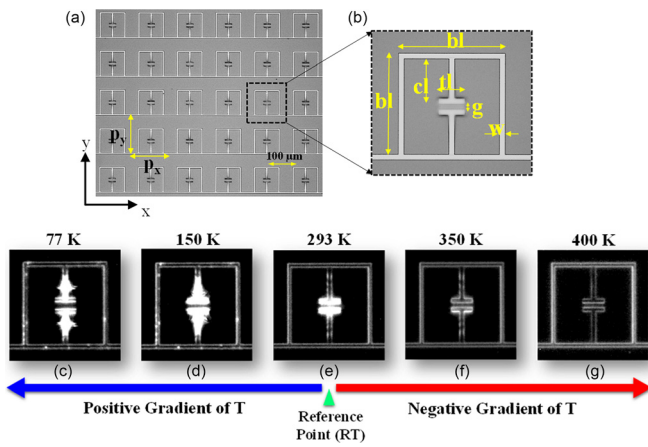 (a)
(b)
p_y
p_x
100 μm
y
x
bl
bl
cl
tl
g
w
77 K
150 K
293 K
350 K
400 K
(c)
(d)
(e)
(f)
(g)
Positive Gradient of T
Negative Gradient of T
Reference
Point (RT)